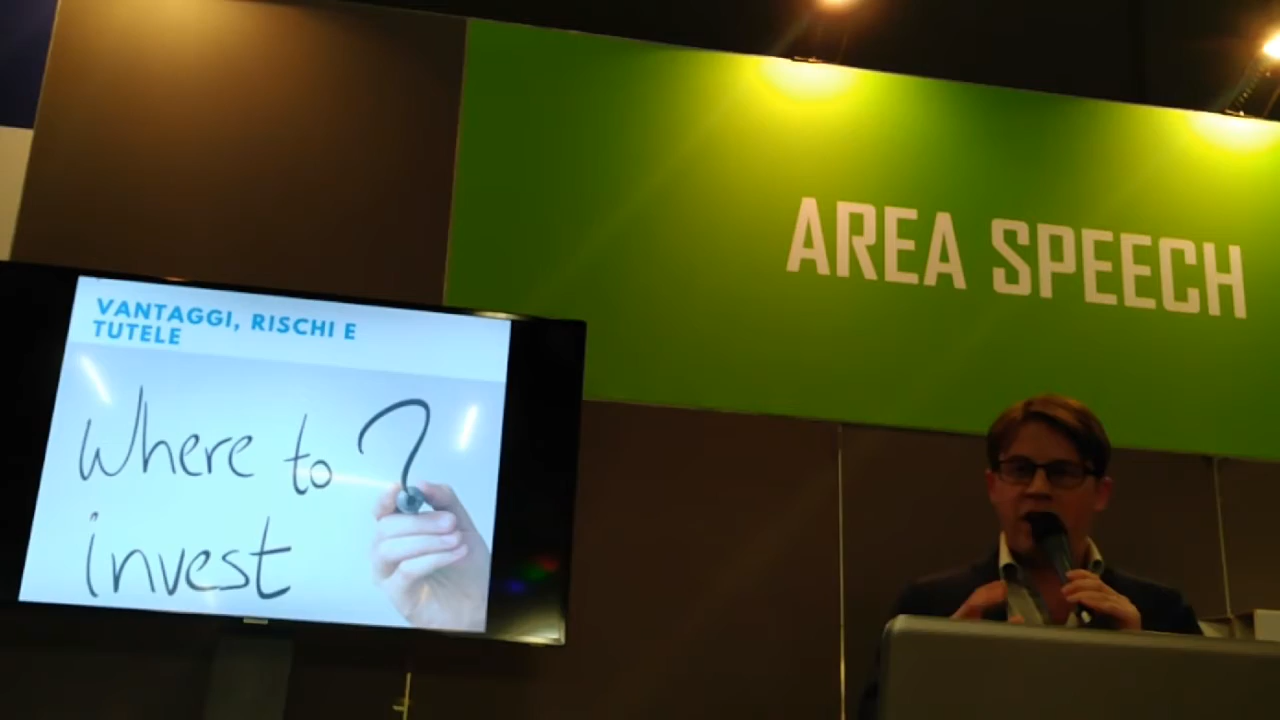 AREA SPEECH
VANTAGGI, RISCHI E
TUTELE
Where to ?
invest